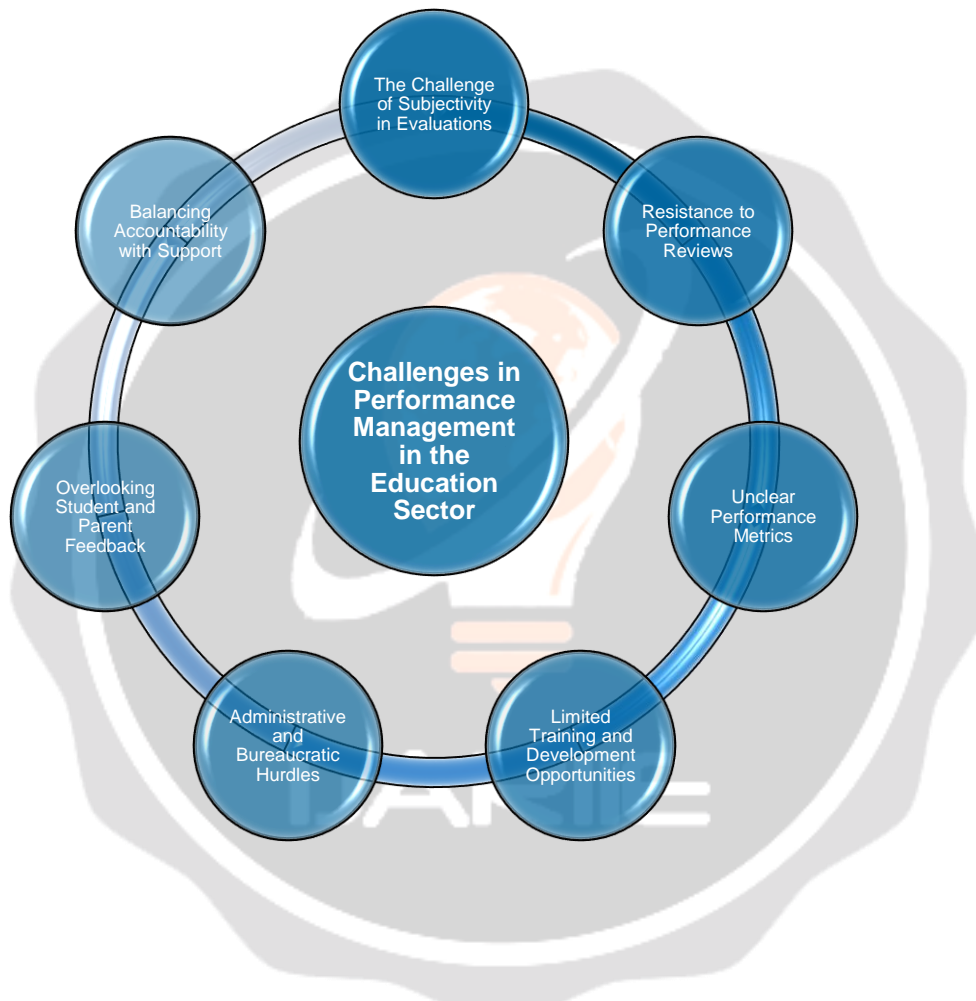 The Challenge
of Subjectivity
in Evaluations
Resistance to
Performance
Reviews
Unclear
Performance
Metrics
Limited
Training and
Development
Opportunities
Administrative
and
Bureaucratic
Hurdles
Overlooking
Student and
Parent
Feedback
Balancing
Accountability
with Support
Challenges in
Performance
Management
in the
Education
Sector
IJARIIE